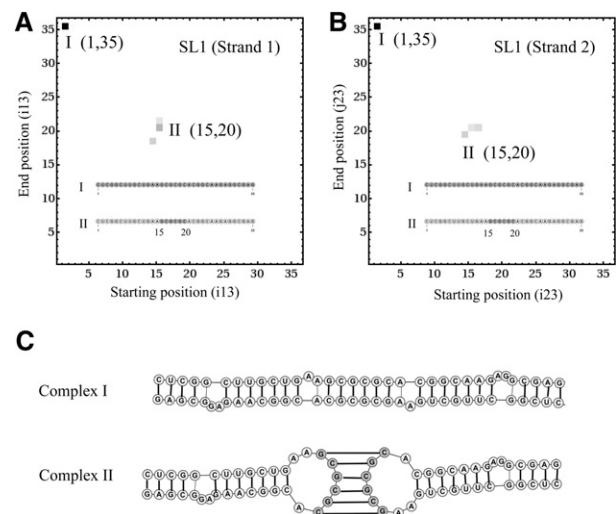 A
B
I (1,35)
SL1 (Strand 1)
II (15,20)
I
II
15 20
End position (i13)
35
30
25
20
15
10
5
5 10 15 20 25 30 35
Starting position (i13)
I (1,35)
SL1 (Strand 2)
II (15,20)
I
II
15 20
End position (j23)
35
30
25
20
15
10
5
5 10 15 20 25 30 35
Starting position (i23)
C
Complex I
CUCGGCUUGCUGAAGCGCGCACGGCAAGAGGCGAG
GAGCGGAGAACGGCACGCGCGAAGUCGUUCGGCUC
Complex II